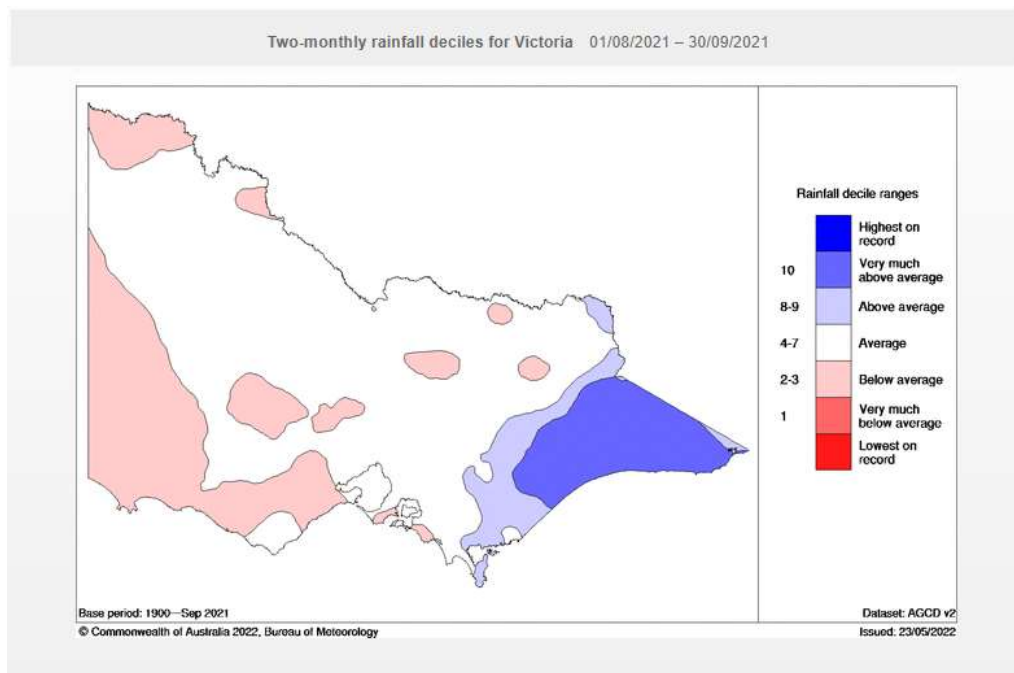 Two-monthly rainfall deciles for Victoria 01/08/2021 – 30/09/2021
Rainfall decile ranges
Highest on
record
10 Very much
above average
8-9 Above average
4-7 Average
2-3 Below average
1 Very much
below average
Lowest on
record
Base period: 1900—Sep 2021
Dataset: AGCD v2
© Commonwealth of Australia 2022, Bureau of Meteorology
Issued: 23/05/2022